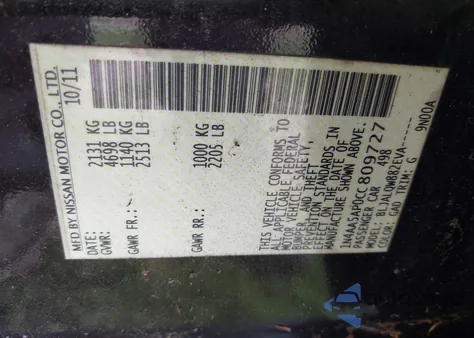 MFD BY NISSAN MOTOR CO., LTD.
10/11
GVWR: 2131 KG
4698 LB
GAWR FR.: 1140 KG
2513 LB
GAWR RR.: 1000 KG
2205 LB
THIS VEHICLE CONFORMS TO
ALL APPLICABLE FEDERAL
MOTOR VEHICLE SAFETY,
BUMPER, AND THEFT
PREVENTION STANDARDS IN
EFFECT ON THE DATE OF
MANUFACTURE SHOWN ABOVE.
1N4AA5AP0CC 809727
PASSENGER CAR 498
MODEL: EVA-----
COLOR: GAD TRIM: G
9N00A